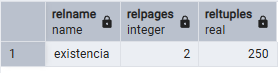 relname relpages reltuples
name integer real
1 existencia 2 250